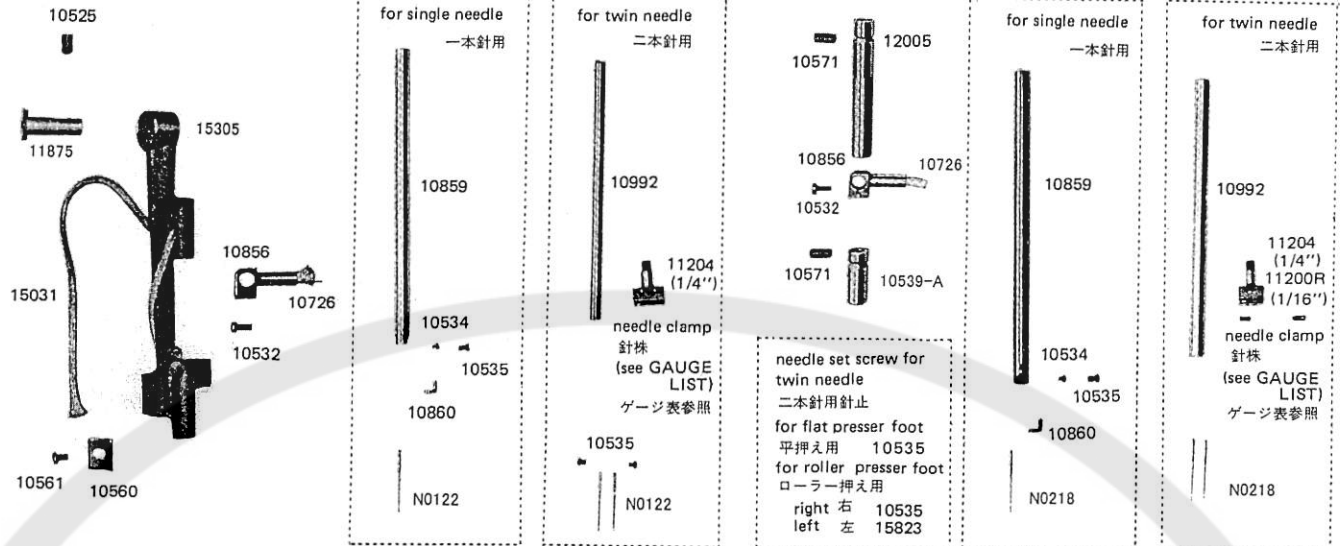 10525
11875
15305
15031
10856
10726
10532
10561
10560
for single needle
一本針用
10859
10534
10535
10860
N0122
for twin needle
二本針用
10992
11204
(1/4'')
needle clamp
針株
(see GAUGE
LIST)
ゲージ表参照
10535
N0122
10571
12005
10856
10726
10532
10571
10539-A
needle set screw for
twin needle
二本針用針止
for flat presser foot
平押え用 10535
for roller presser foot
ローラー押え用
right 右 10535
left 左 15823
for single needle
一本針用
10859
10534
10535
10860
N0218
for twin needle
二本針用
10992
11204
(1/4'')
11200R
(1/16'')
needle clamp
針株
(see GAUGE
LIST)
ゲージ表参照
N0218